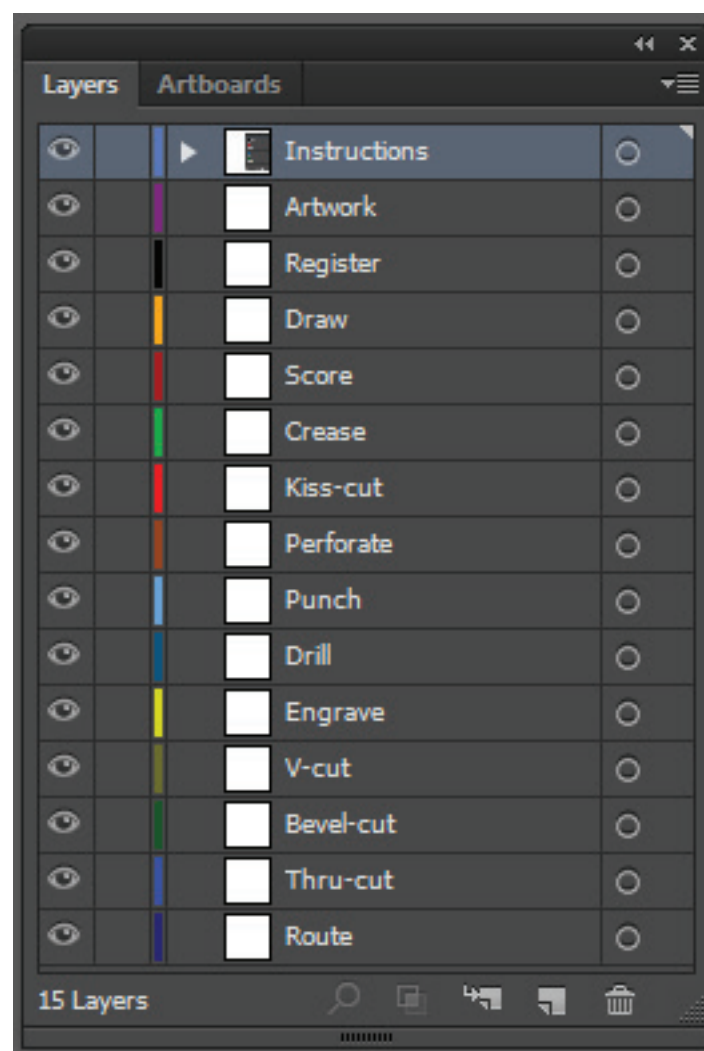 Layers Artboards
Instructions
Artwork
Register
Draw
Score
Crease
Kiss-cut
Perforate
Punch
Drill
Engrave
V-cut
Bevel-cut
Thru-cut
Route
15 Layers